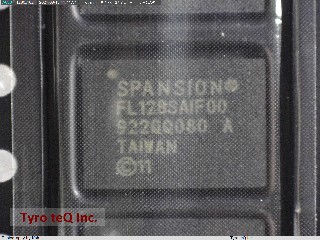 SPANSION
FL128SAIF00
922QQ080 A
TAIWAN
©11
Tyro teQ Inc.